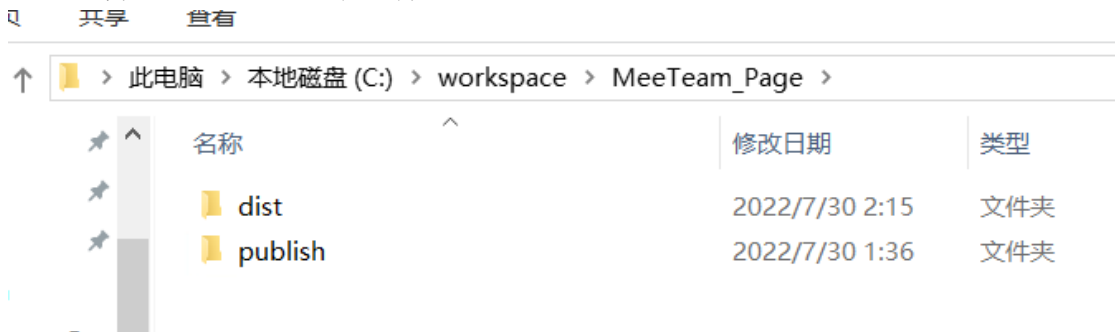 共享 查看
此电脑 > 本地磁盘 (C:) > workspace > MeeTeam_Page >
名称 修改日期 类型
dist 2022/7/30 2:15 文件夹
publish 2022/7/30 1:36 文件夹